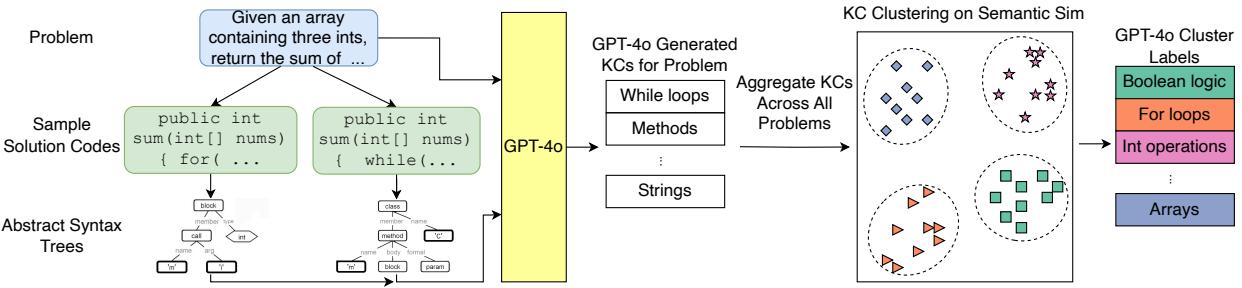 Problem
Given an array
containing three ints,
return the sum of ...
Sample
Solution Codes
public int
sum(int[] nums)
{ for( ...
public int
sum(int[] nums)
{ while(...
Abstract Syntax
Trees
block
member
type
call
int
name
arg
'm'
'i'
class
member
name
method
'C'
name
body
formal
'm'
block
param
GPT-4o
GPT-4o Generated
KCs for Problem
While loops
Methods
...
Strings
Aggregate KCs
Across All
Problems
KC Clustering on Semantic Sim
GPT-4o Cluster
Labels
Boolean logic
For loops
Int operations
...
Arrays